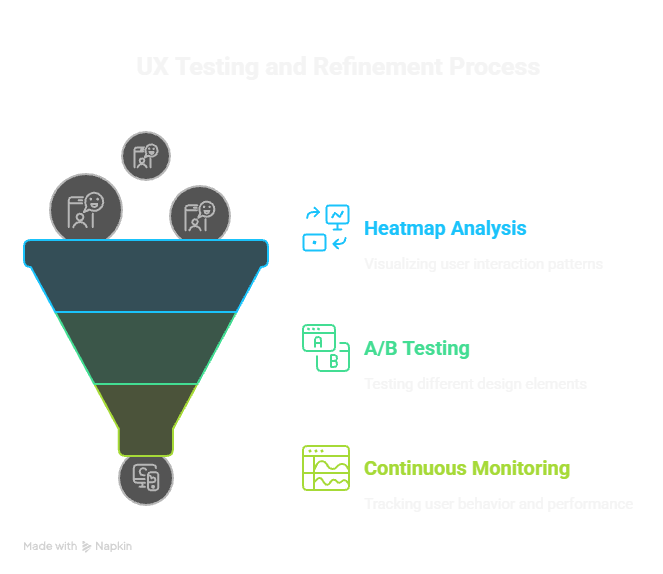 UX Testing and Refinement Process
Heatmap Analysis
Visualizing user interaction patterns
A
B
A/B Testing
Testing different design elements
Continuous Monitoring
Tracking user behavior and performance
Made with Napkin